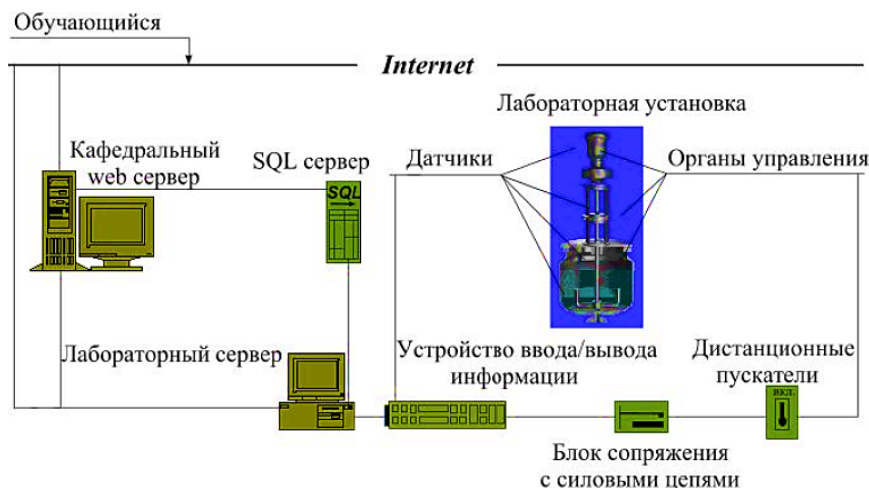 Обучающийся
Internet
Лабораторная установка
Кафедральный
web сервер
SQL сервер
Датчики
Органы управления
SQL
Лабораторный сервер
Устройство ввода/вывода
информации
Дистанционные
пускатели
ВКЛ.
Блок сопряжения
с силовыми цепями